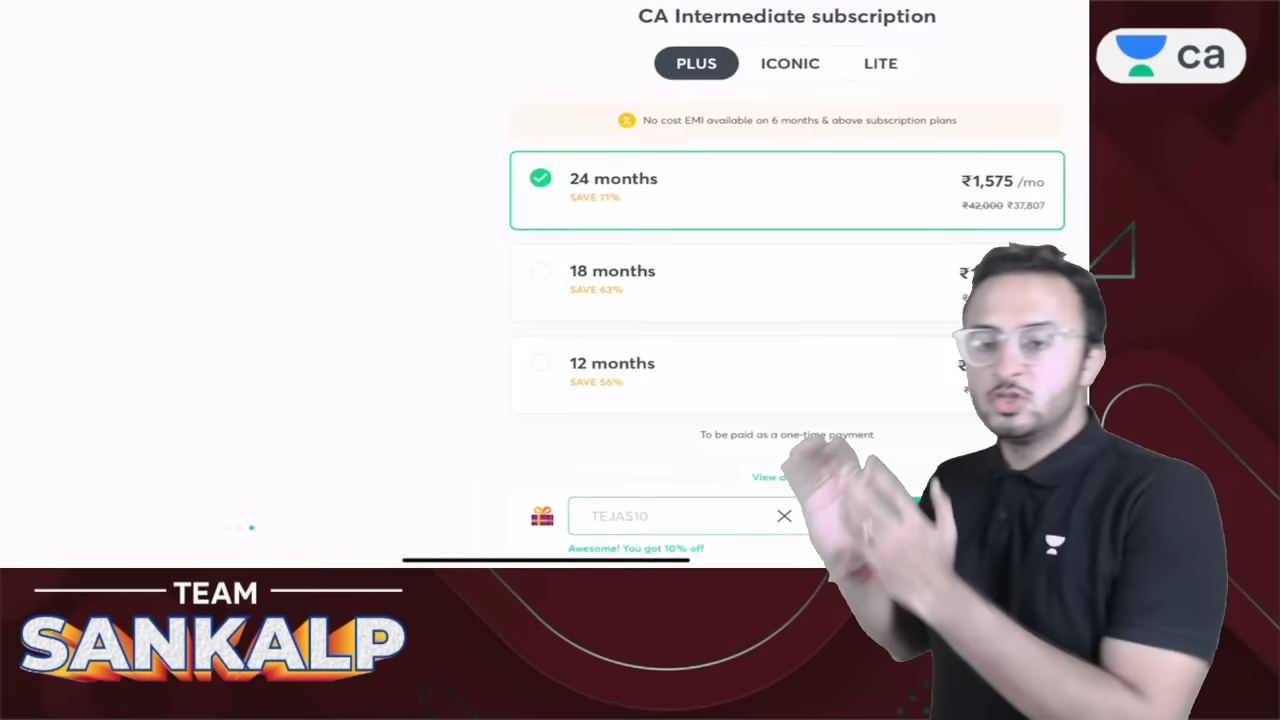 CA Intermediate subscription
PLUS ICONIC LITE
No cost EMI available on 6 months & above subscription plans
24 months
SAVE 71%
₹1,575 /mo
₹42,000 ₹37,807
18 months
SAVE 63%
12 months
SAVE 56%
To be paid as a one-time payment
View
TEJAS10
Awesome! You got 10% off
ca
TEAM
SANKALP